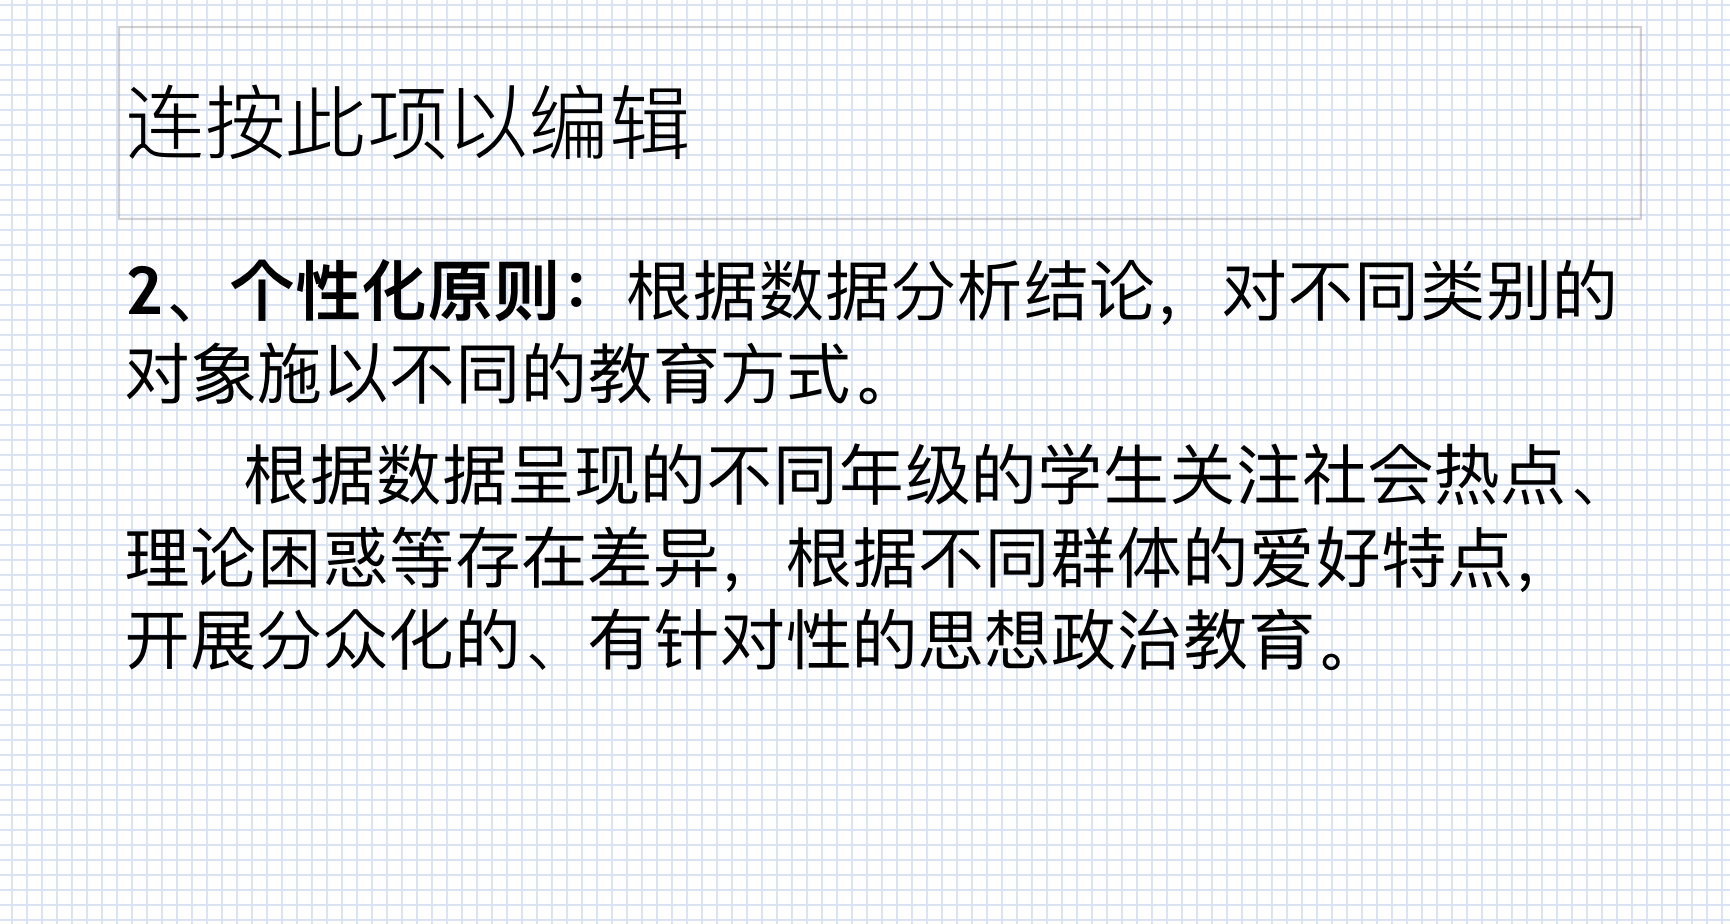 连按此项以编辑
2、个性化原则：根据数据分析结论，对不同类别的
对象施以不同的教育方式。
根据数据呈现的不同年级的学生关注社会热点、
理论困惑等存在差异，根据不同群体的爱好特点，
开展分众化的、有针对性的思想政治教育。